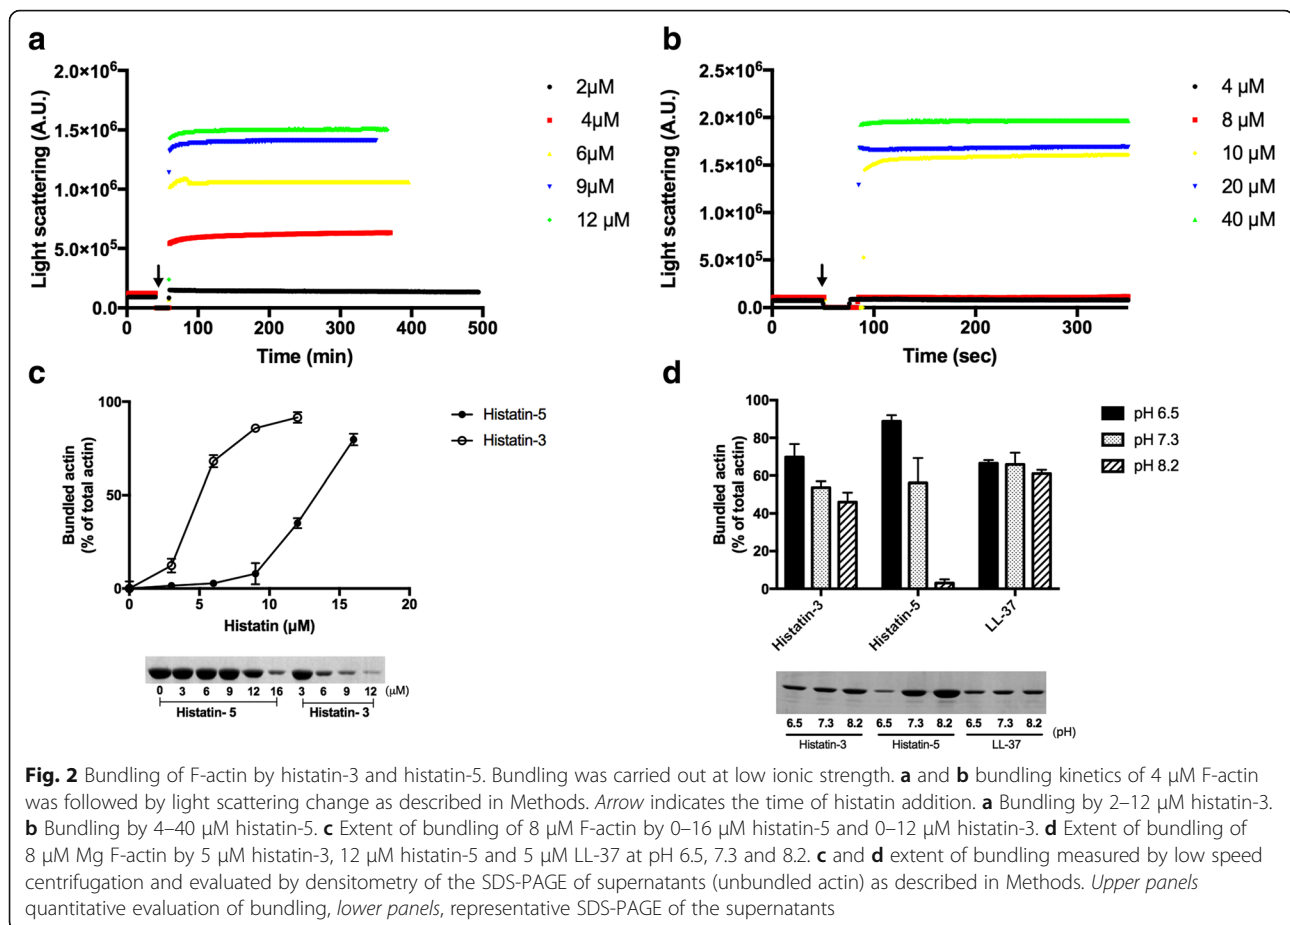 a
Light scattering (A.U.)
2.0×10⁶
1.5×10⁶
1.0×10⁶
5.0×10⁵
0.0
0 100 200 300 400 500
Time (min)
2µM
4µM
6µM
9µM
12 µM
b
Light scattering (A.U.)
2.5×10⁶
2.0×10⁶
1.5×10⁶
1.0×10⁶
5.0×10⁵
0.0
0 100 200 300
Time (sec)
4 µM
8 µM
10 µM
20 µM
40 µM
c
Bundled actin
(% of total actin)
100
50
0
0 5 10 15 20
Histatin (µM)
Histatin-5
Histatin-3
0 3 6 9 12 16 3 6 9 12 (µM)
Histatin- 5 Histatin- 3
d
Bundled actin
(% of total actin)
100
80
60
40
20
0
Histatin-3 Histatin-5 LL-37
pH 6.5
pH 7.3
pH 8.2
6.5 7.3 8.2 6.5 7.3 8.2 6.5 7.3 8.2 (pH)
Histatin-3 Histatin-5 LL-37
Fig. 2 Bundling of F-actin by histatin-3 and histatin-5. Bundling was carried out at low ionic strength. a and b bundling kinetics of 4 µM F-actin
was followed by light scattering change as described in Methods. Arrow indicates the time of histatin addition. a Bundling by 2–12 µM histatin-3.
b Bundling by 4–40 µM histatin-5. c Extent of bundling of 8 µM F-actin by 0–16 µM histatin-5 and 0–12 µM histatin-3. d Extent of bundling of
8 µM Mg F-actin by 5 µM histatin-3, 12 µM histatin-5 and 5 µM LL-37 at pH 6.5, 7.3 and 8.2. c and d extent of bundling measured by low speed
centrifugation and evaluated by densitometry of the SDS-PAGE of supernatants (unbundled actin) as described in Methods. Upper panels
quantitative evaluation of bundling, lower panels, representative SDS-PAGE of the supernatants